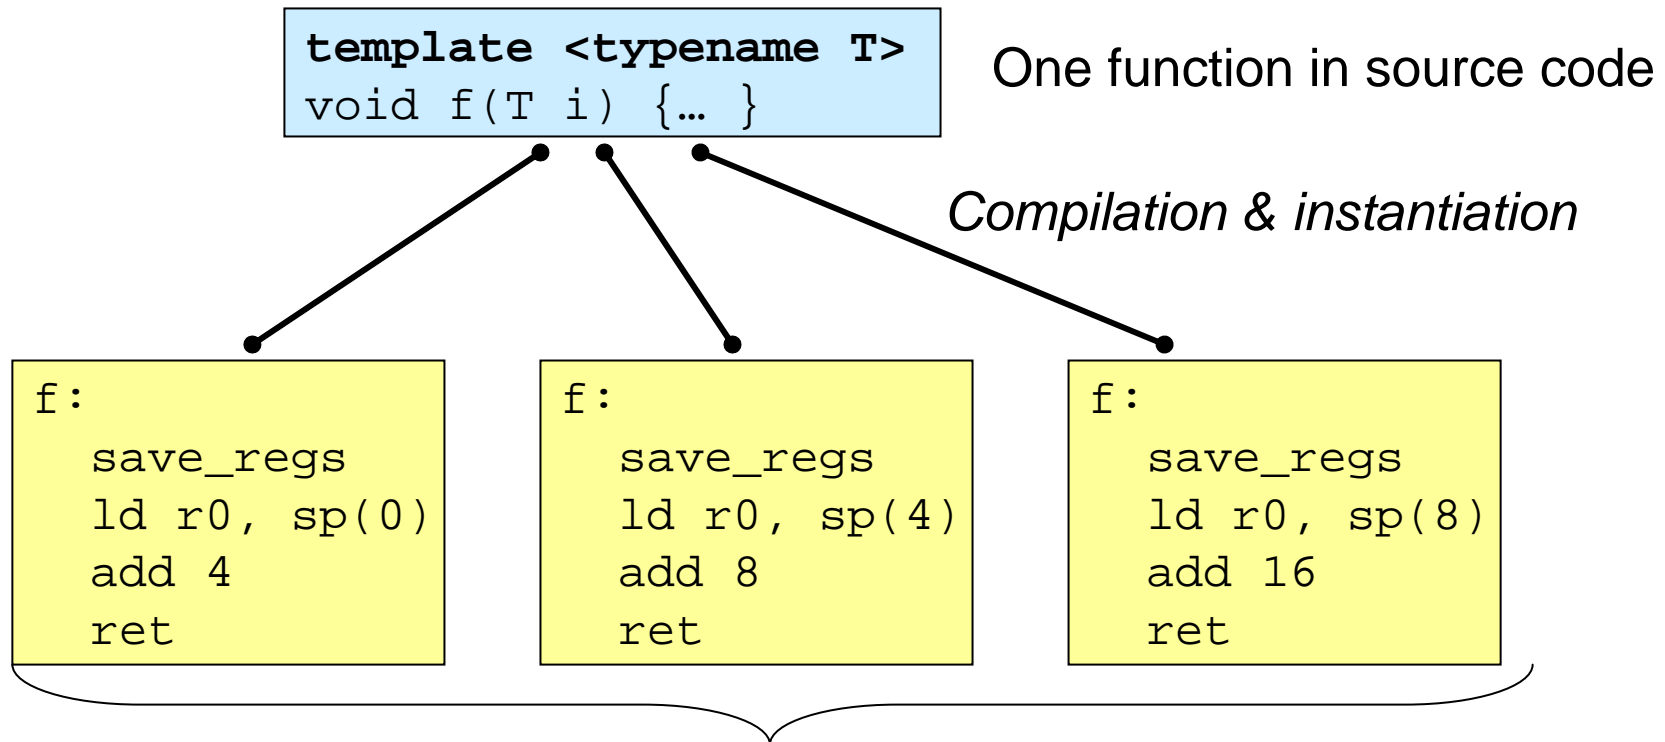 template <typename T>
void f(T i) {… }
One function in source code
Compilation & instantiation
f:
save_regs
ld r0, sp(0)
add 4
ret
f:
save_regs
ld r0, sp(4)
add 8
ret
f:
save_regs
ld r0, sp(8)
add 16
ret